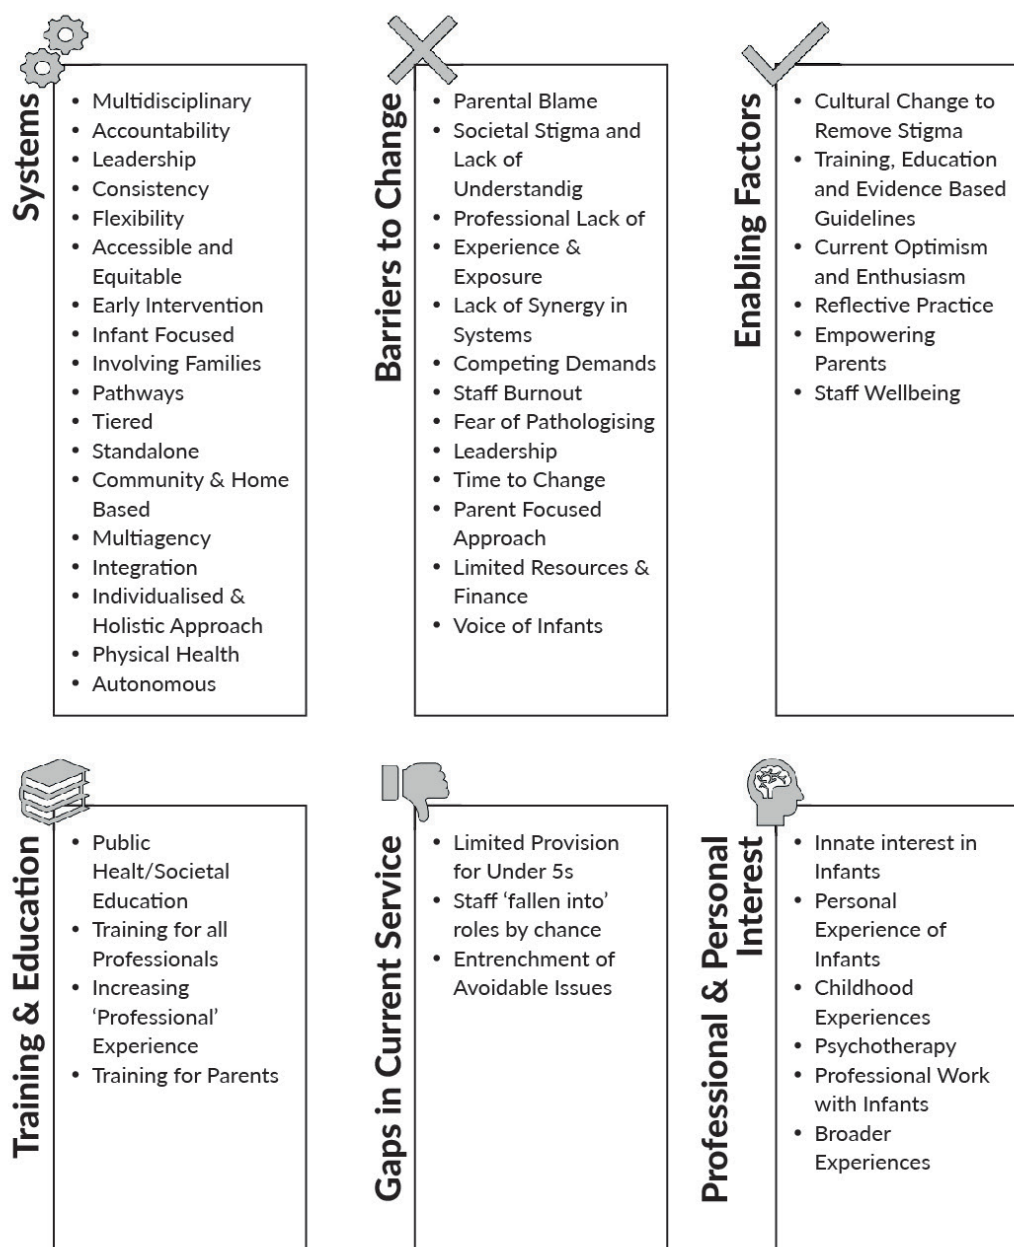 Systems
• Multidisciplinary
• Accountability
• Leadership
• Consistency
• Flexibility
• Accessible and
Equitable
• Early Intervention
• Infant Focused
• Involving Families
• Pathways
• Tiered
• Standalone
• Community & Home
Based
• Multiagency
• Integration
• Individualised &
Holistic Approach
• Physical Health
• Autonomous
Barriers to Change
• Parental Blame
• Societal Stigma and
Lack of
Understandig
• Professional Lack of
• Experience &
Exposure
• Lack of Synergy in
Systems
• Competing Demands
• Staff Burnout
• Fear of Pathologising
• Leadership
• Time to Change
• Parent Focused
Approach
• Limited Resources &
Finance
• Voice of Infants
Enabling Factors
• Cultural Change to
Remove Stigma
• Training, Education
and Evidence Based
Guidelines
• Current Optimism
and Enthusiasm
• Reflective Practice
• Empowering
Parents
• Staff Wellbeing
Training & Education
• Public
Healt/Societal
Education
• Training for all
Professionals
• Increasing
‘Professional’
Experience
• Training for Parents
Gaps in Current Service
• Limited Provision
for Under 5s
• Staff ‘fallen into’
roles by chance
• Entrenchment of
Avoidable Issues
Professional & Personal
Interest
• Innate interest in
Infants
• Personal
Experience of
Infants
• Childhood
Experiences
• Psychotherapy
• Professional Work
with Infants
• Broader
Experiences